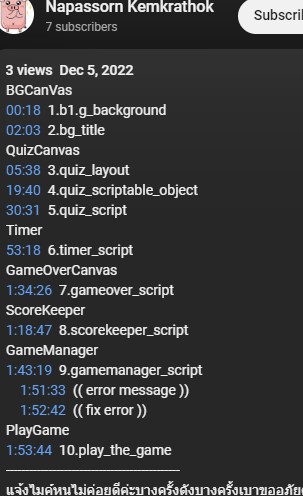 Napassorn Kemkrathok
7 subscribers
Subscri
3 views Dec 5, 2022
BGCanVas
00:18 1.b1.g_background
02:03 2.bg_title
QuizCanvas
05:38 3.quiz_layout
19:40 4.quiz_scriptable_object
30:31 5.quiz_script
Timer
53:18 6.timer_script
GameOverCanvas
1:34:26 7.gameover_script
ScoreKeeper
1:18:47 8.scorekeeper_script
GameManager
1:43:19 9.gamemanager_script
1:51:33 (( error message ))
1:52:42 (( fix error ))
PlayGame
1:53:44 10.play_the_game
แจ้งไมค์หนูไม่ค่อยดีค่ะบางครั้งดังบางครั้งเบาขออภัย